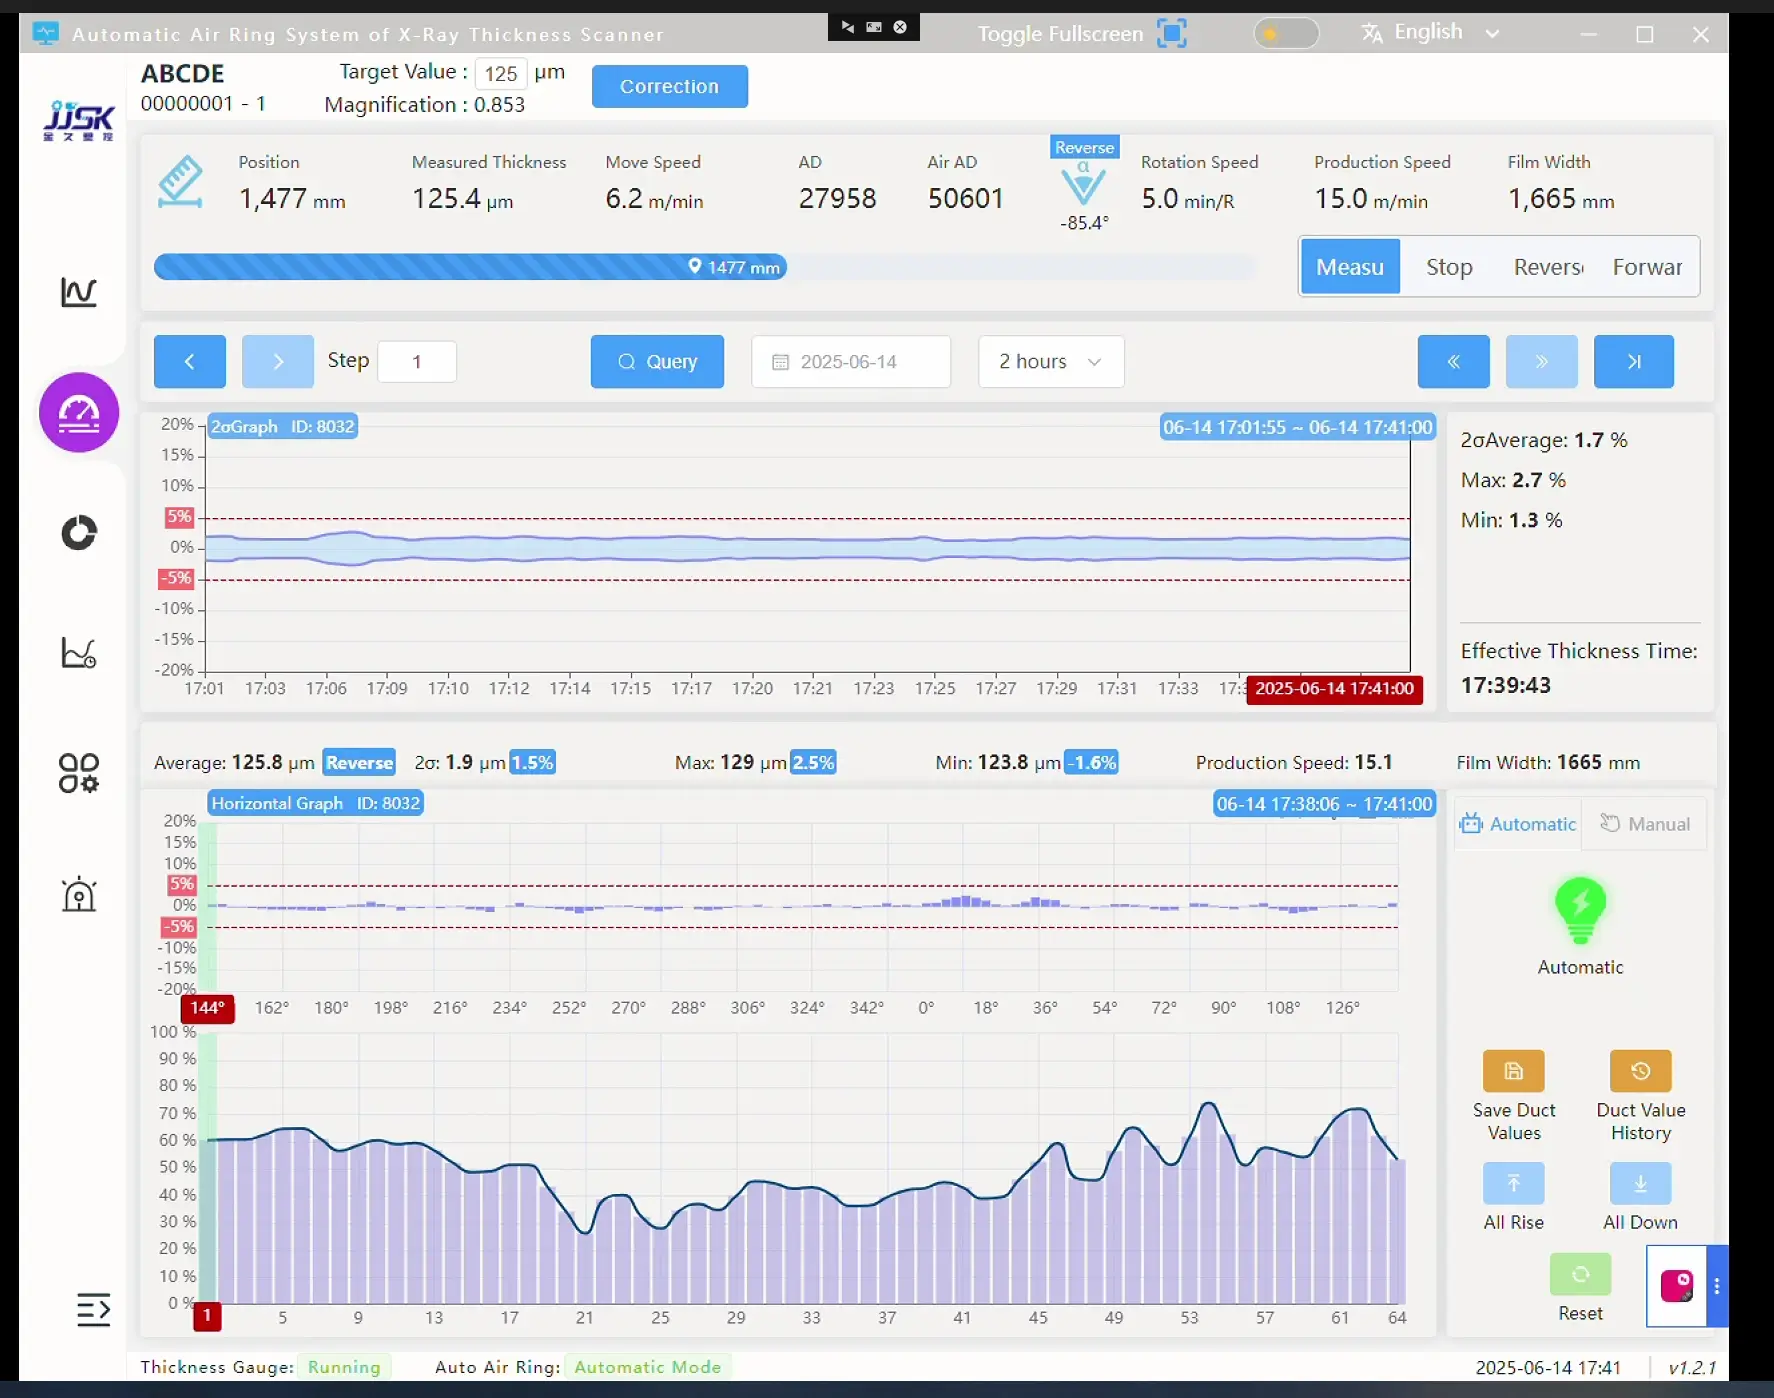 Automatic Air Ring System of X-Ray Thickness Scanner
Toggle Fullscreen
English
JJSK
ABCDE
00000001 - 1
Target Value : 125 μm
Magnification : 0.853
Correction
Position
1,477 mm
Measured Thickness
125.4 μm
Move Speed
6.2 m/min
AD
27958
Air AD
50601
Reverse
α
-85.4°
Rotation Speed
5.0 min/R
Production Speed
15.0 m/min
Film Width
1,665 mm
1477 mm
Measu Stop Revers Forwar
Step 1
Query
2025-06-14
2 hours
2σGraph ID: 8032
06-14 17:01:55 ~ 06-14 17:41:00
20%
15%
10%
5%
0%
-5%
-10%
-15%
-20%
17:01 17:03 17:06 17:09 17:10 17:12 17:14 17:15 17:17 17:20 17:21 17:23 17:25 17:27 17:29 17:31 17:33 17:3
2025-06-14 17:41:00
2σAverage: 1.7 %
Max: 2.7 %
Min: 1.3 %
Effective Thickness Time:
17:39:43
Average: 125.8 μm Reverse 2σ: 1.9 μm 1.5% Max: 129 μm 2.5% Min: 123.8 μm -1.6% Production Speed: 15.1 Film Width: 1665 mm
Horizontal Graph ID: 8032
06-14 17:38:06 ~ 17:41:00
20%
15%
10%
5%
0%
-5%
-10%
-15%
-20%
144° 162° 180° 198° 216° 234° 252° 270° 288° 306° 324° 342° 0° 18° 36° 54° 72° 90° 108° 126°
100 %
90 %
80 %
70 %
60 %
50 %
40 %
30 %
20 %
10 %
0 %
1 5 9 13 17 21 25 29 33 37 41 45 49 53 57 61 64
Automatic
Manual
Automatic
Save Duct
Values
Duct Value
History
All Rise
All Down
Reset
Thickness Gauge: Running
Auto Air Ring: Automatic Mode
2025-06-14 17:41
v1.2.1